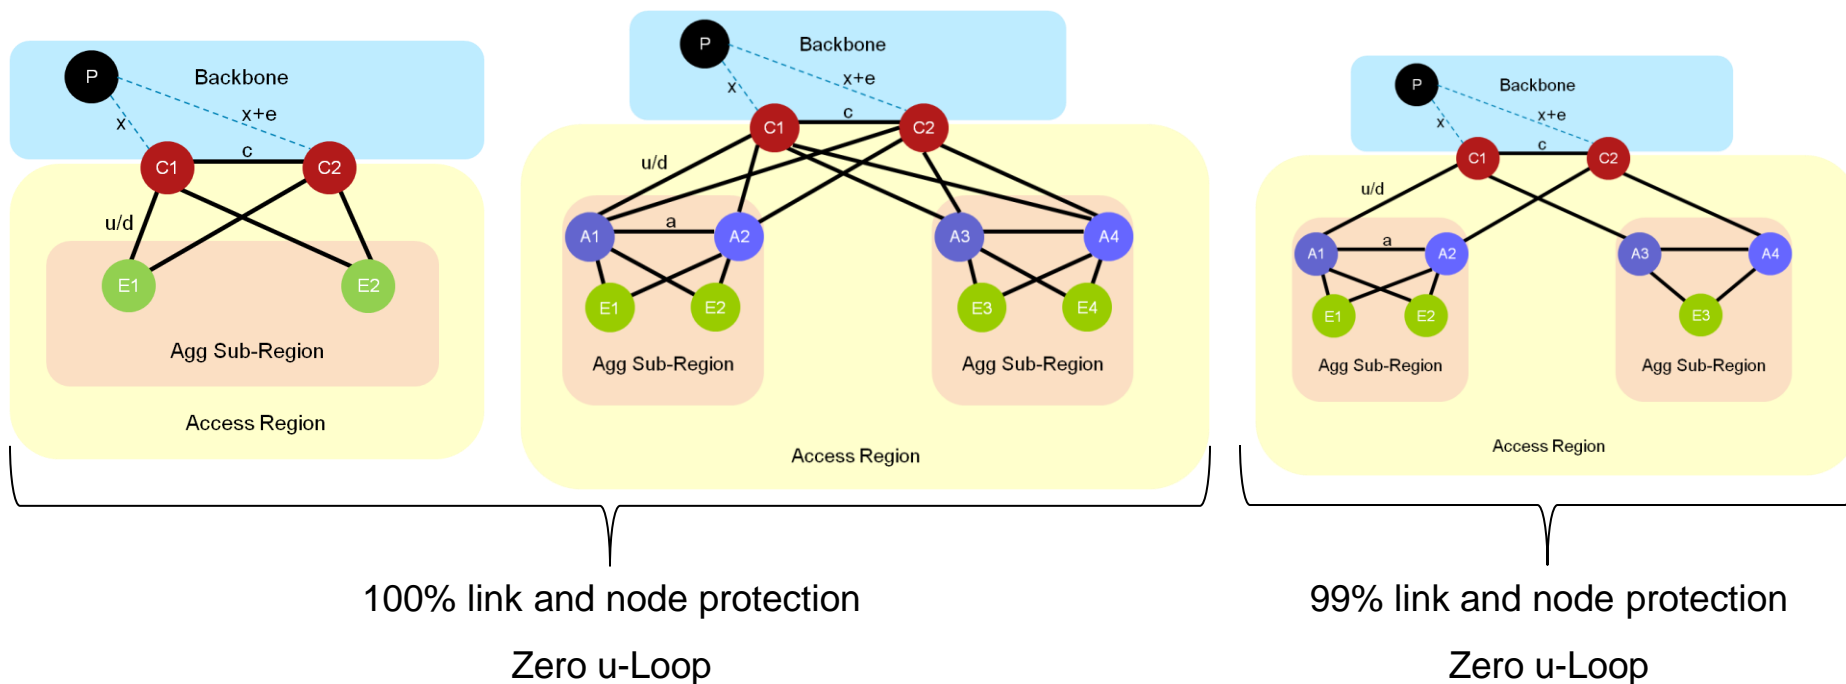 P
Backbone
x
x+e
c
C1
C2
u/d
E1
E2
Agg Sub-Region
Access Region
P
Backbone
x
x+e
c
C1
C2
u/d
A1
a
A2
A3
A4
E1
E2
E3
E4
Agg Sub-Region
Agg Sub-Region
Access Region
P
Backbone
x
x+e
c
C1
C2
u/d
A1
a
A2
A3
A4
E1
E2
E3
Agg Sub-Region
Agg Sub-Region
Access Region
100% link and node protection
Zero u-Loop
99% link and node protection
Zero u-Loop